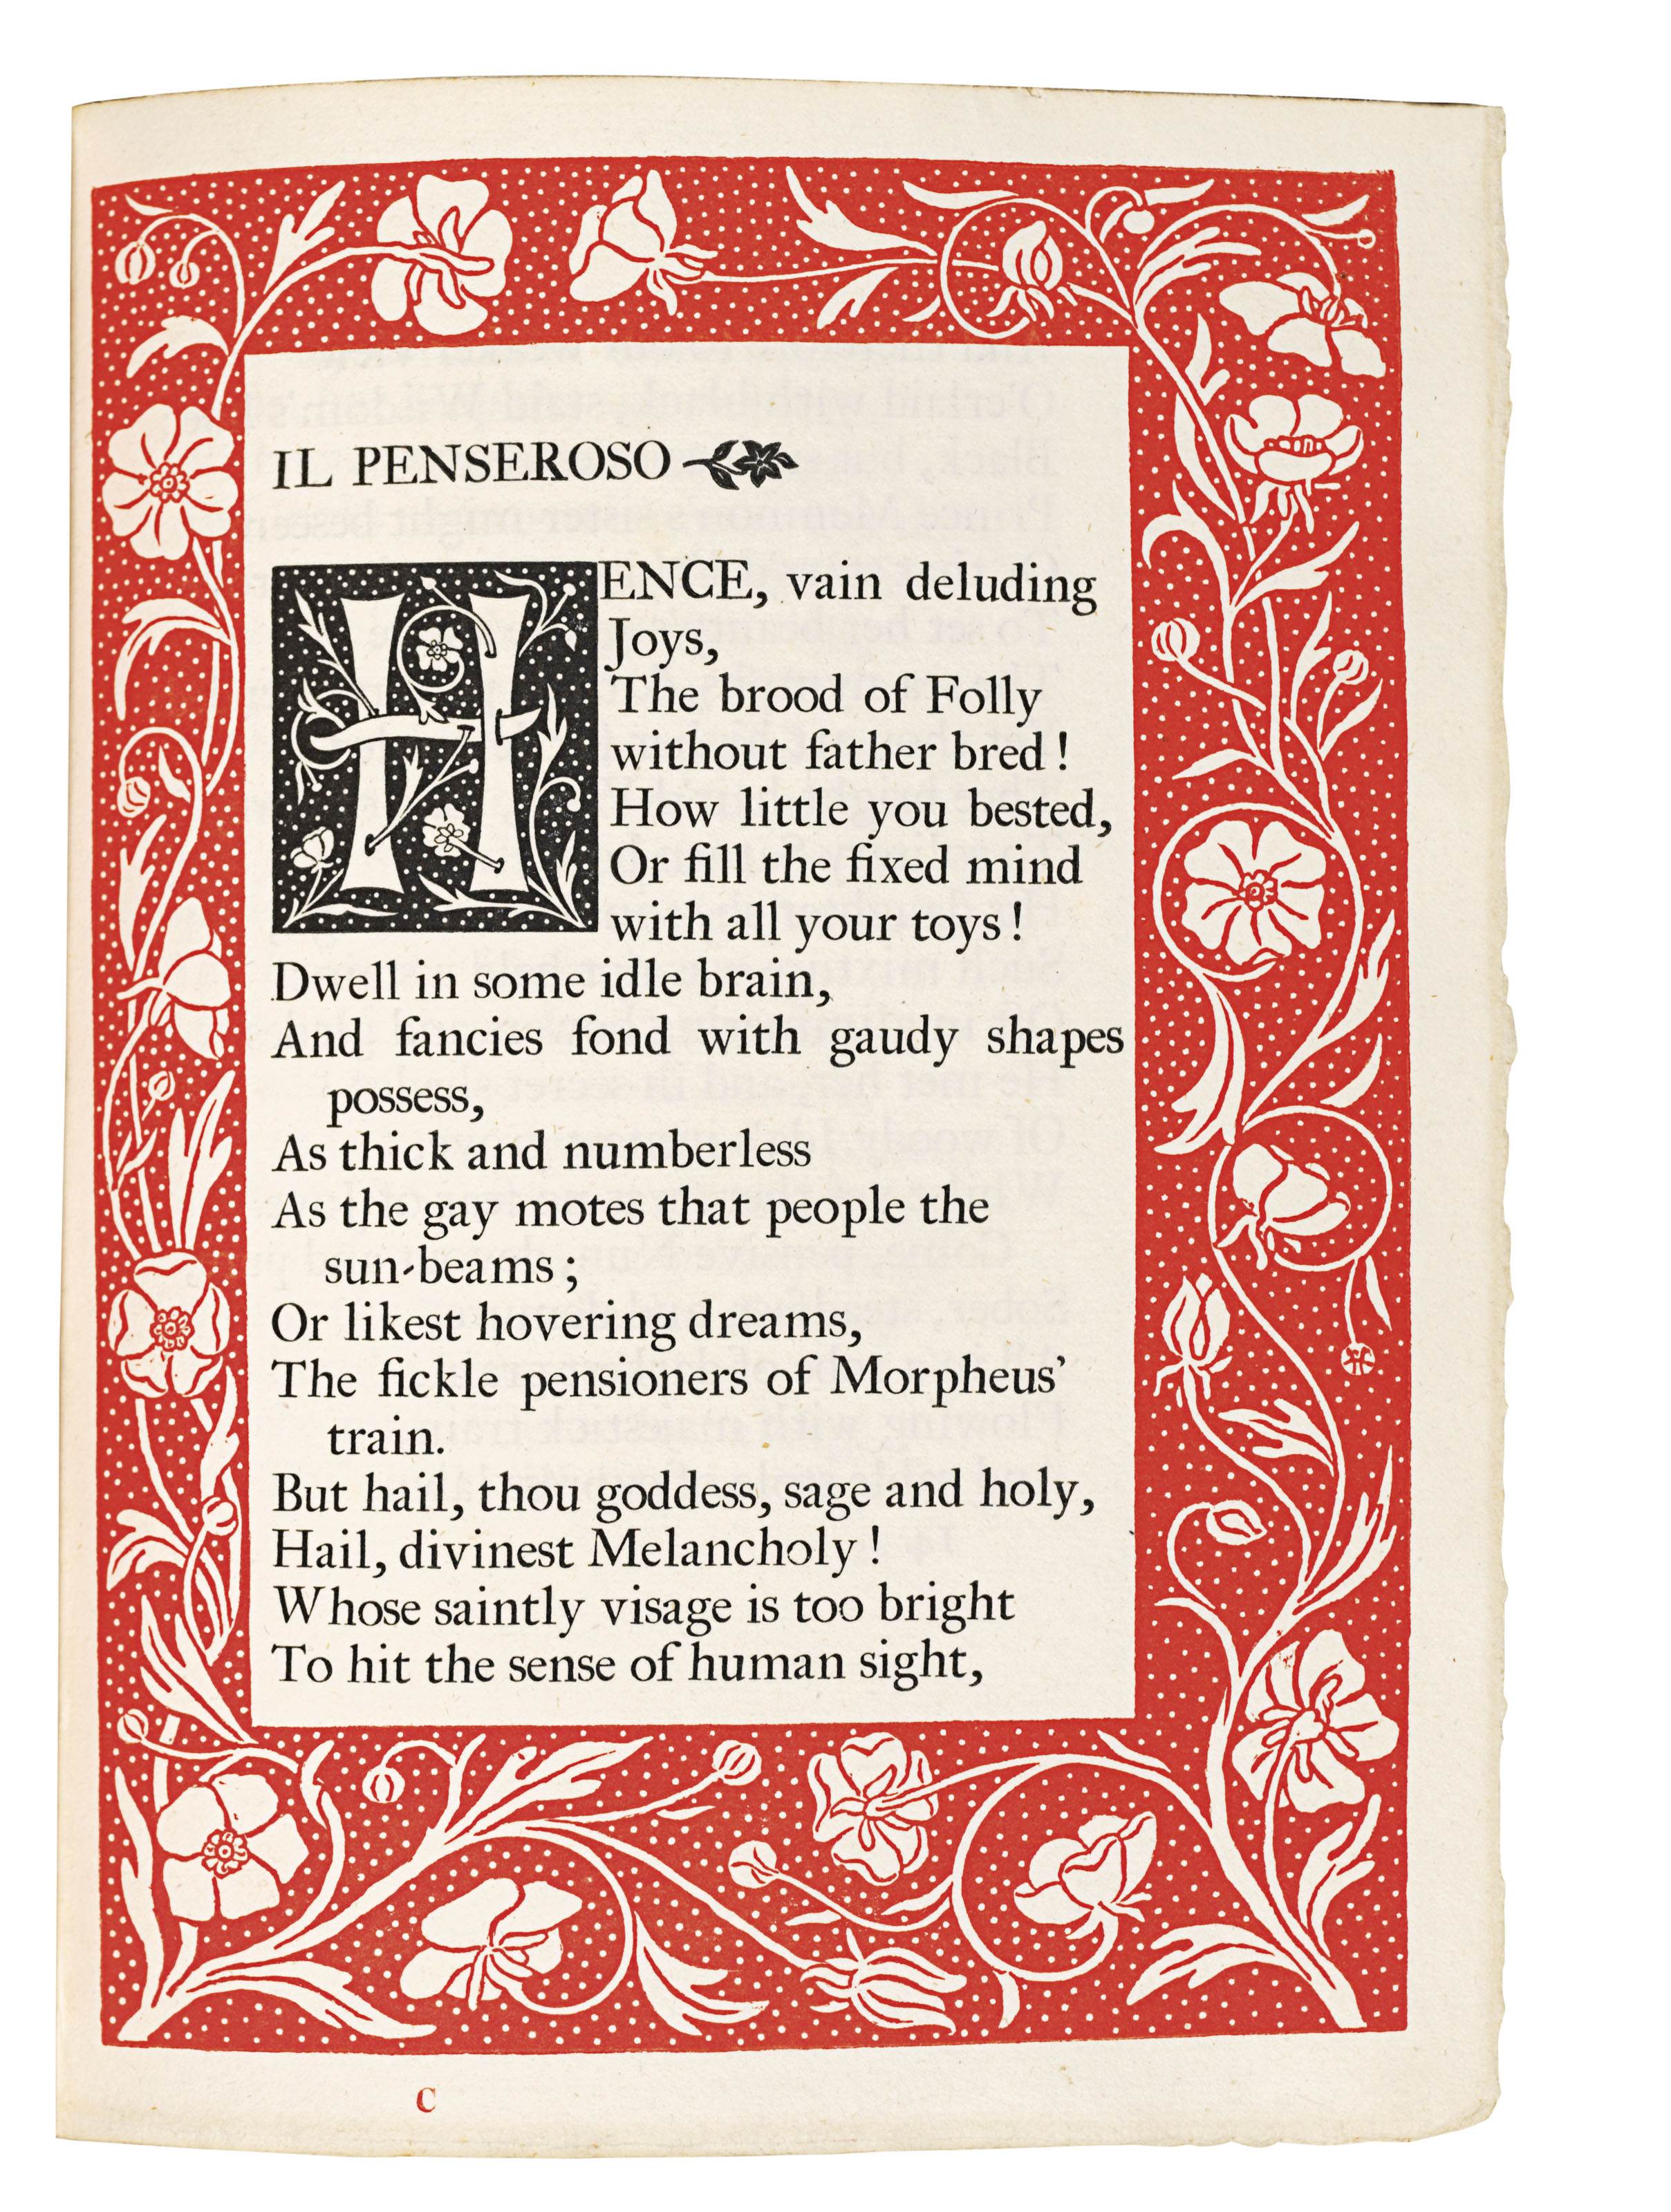 IL PENSEROSO
HENCE, vain deluding
Joys,
The brood of Folly
without father bred !
How little you bested,
Or fill the fixed mind
with all your toys !
Dwell in some idle brain,
And fancies fond with gaudy shapes
possess,
As thick and numberless
As the gay motes that people the
sun-beams ;
Or likest hovering dreams,
The fickle pensioners of Morpheus’
train.
But hail, thou goddess, sage and holy,
Hail, divinest Melancholy !
Whose saintly visage is too bright
To hit the sense of human sight,
C